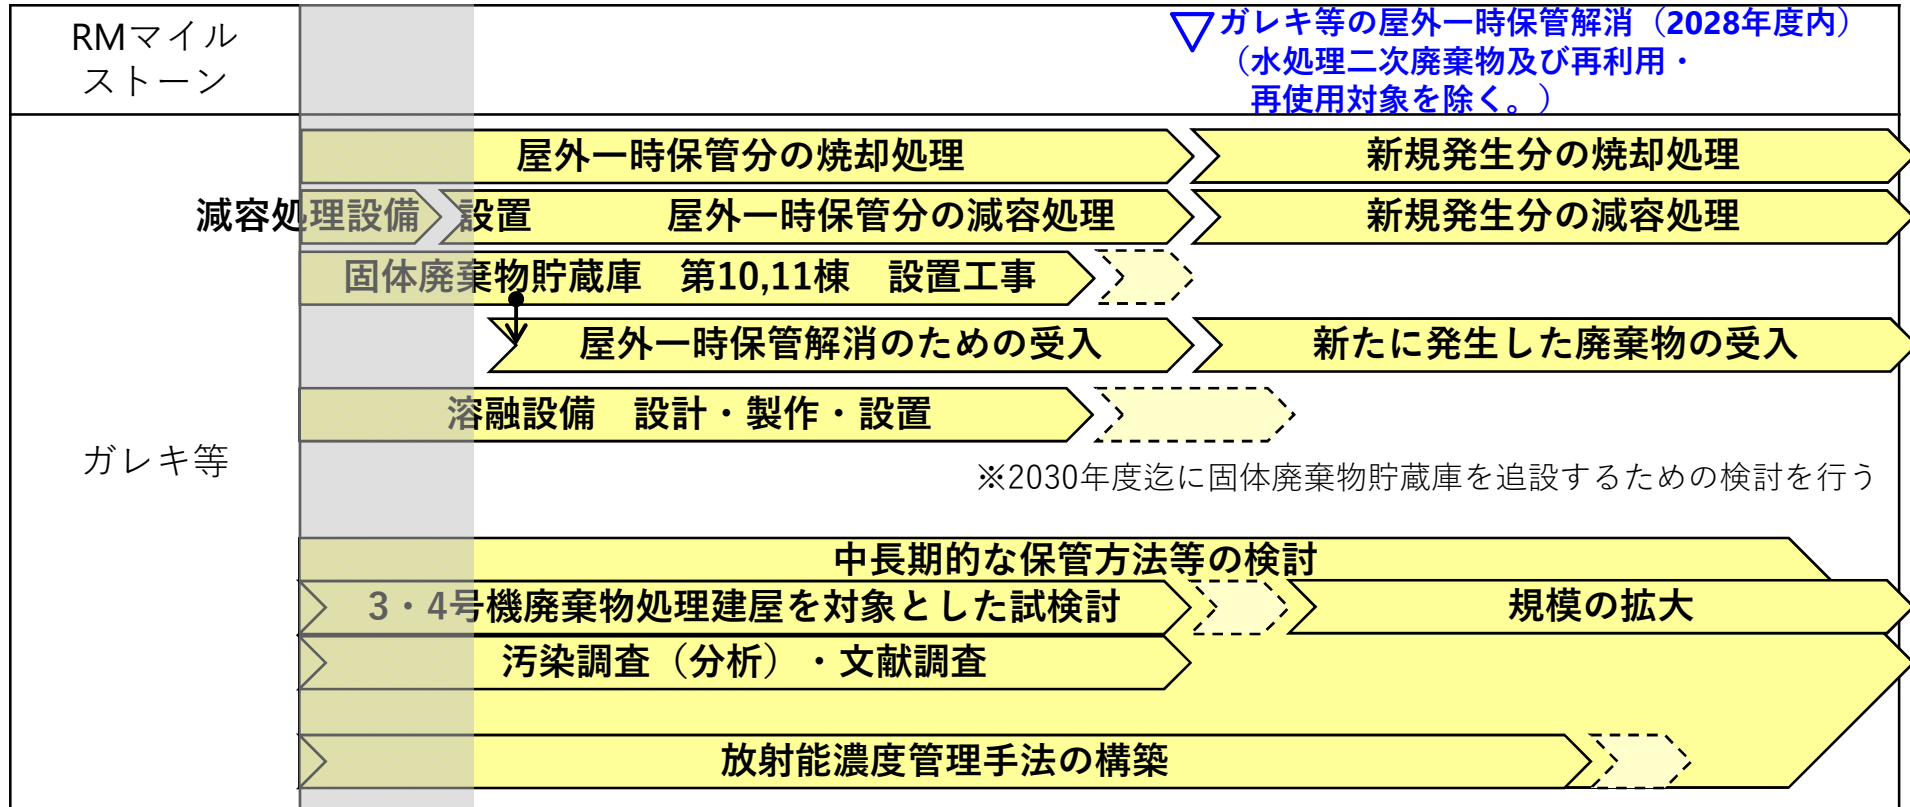 RMマイル
ストーン
▽ガレキ等の屋外一時保管解消（2028年度内）
（水処理二次廃棄物及び再利用・
再使用対象を除く。）
ガレキ等
屋外一時保管分の焼却処理
新規発生分の焼却処理
減容処理設備　設置
屋外一時保管分の減容処理
新規発生分の減容処理
固体廃棄物貯蔵庫　第10,11棟　設置工事
屋外一時保管解消のための受入
新たに発生した廃棄物の受入
溶融設備　設計・製作・設置
※2030年度迄に固体廃棄物貯蔵庫を追設するための検討を行う
中長期的な保管方法等の検討
3・4号機廃棄物処理建屋を対象とした試検討
規模の拡大
汚染調査（分析）・文献調査
放射能濃度管理手法の構築